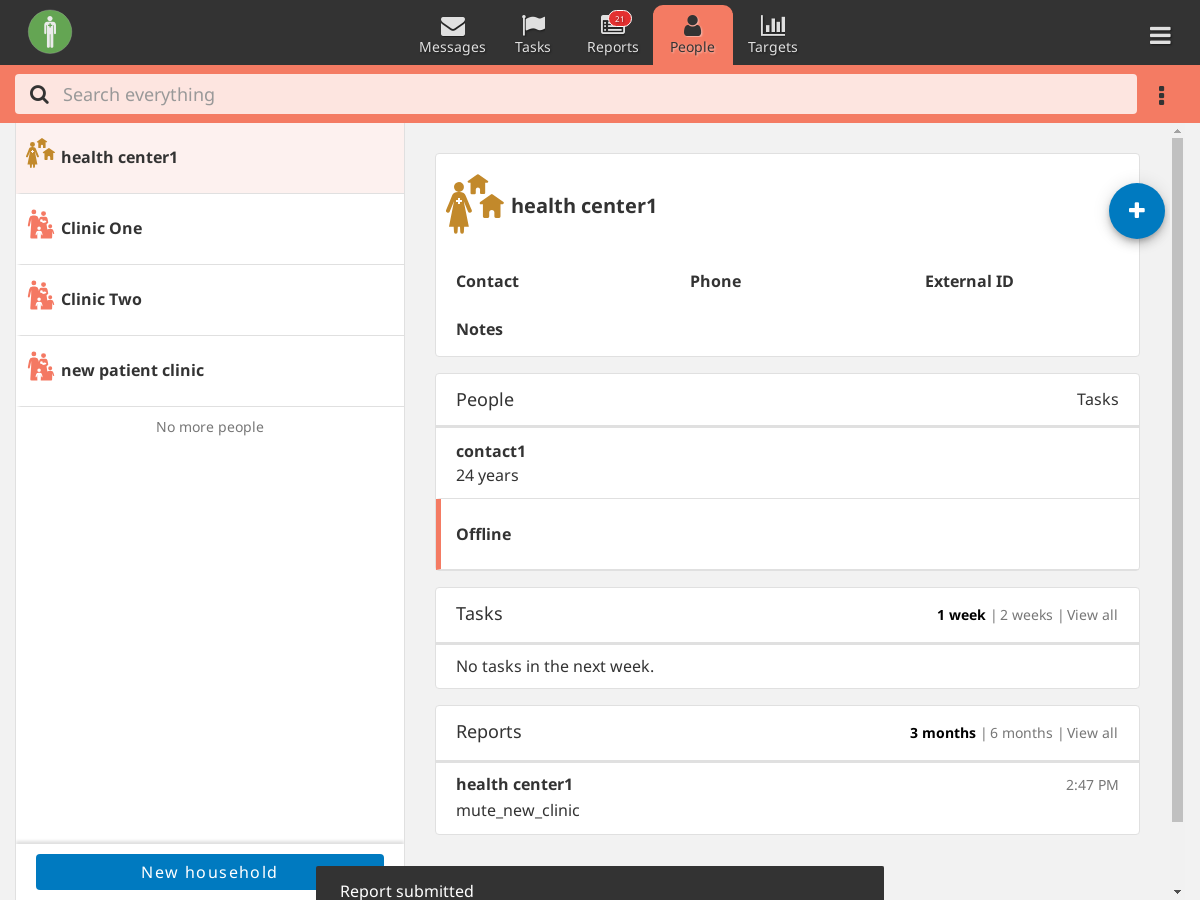 Messages
Tasks
21
Reports
People
Targets
Search everything
health center1
Clinic One
Clinic Two
new patient clinic
No more people
New household
health center1
Contact Phone External ID
Notes
People Tasks
contact1
24 years
Offline
Tasks 1 week | 2 weeks | View all
No tasks in the next week.
Reports 3 months | 6 months | View all
health center1 2:47 PM
mute_new_clinic
Report submitted